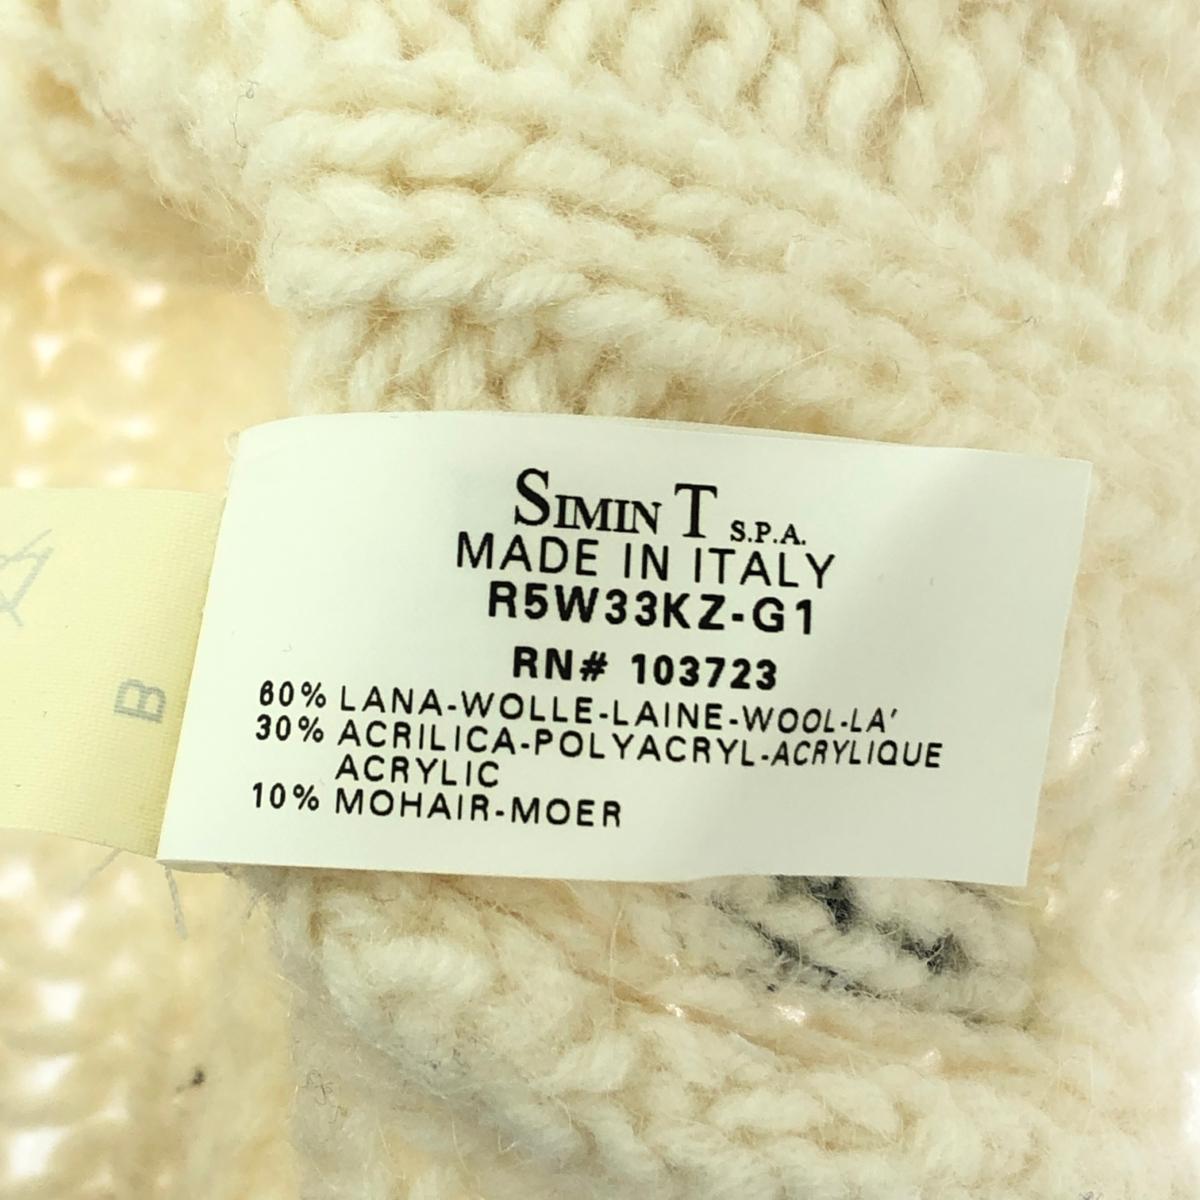 SIMIN T S.P.A.
MADE IN ITALY
R5W33KZ-G1
RN# 103723
60% LANA-WOLLE-LAINE-WOOL-LA'
30% ACRILICA-POLYACRYL-ACRYLIQUE
ACRYLIC
10% MOHAIR-MOER
B